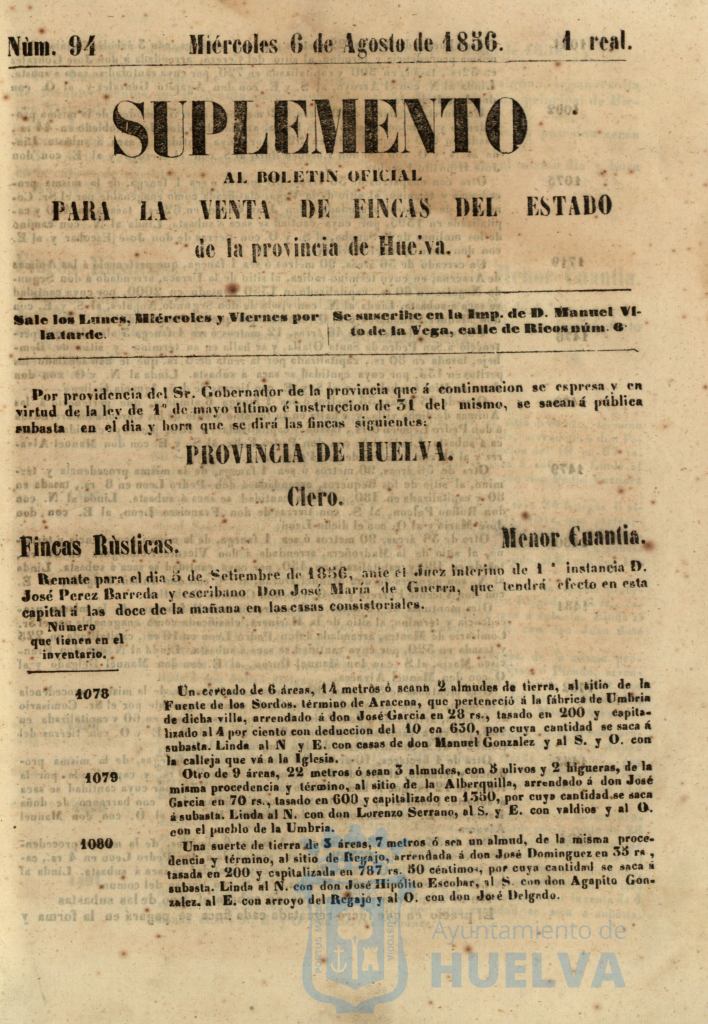 Núm. 94 Miércoles 6 de Agosto de 1856. 1 real.
SUPLEMENTO
AL BOLETIN OFICIAL
PARA LA VENTA DE FINCAS DEL ESTADO
de la provincia de Huelva.
Sale los Lunes, Miércoles y Viernes por
la tarde.
Se suscribe en la Imp. de D. Manuel Vi-
to de la Vega, calle de Ricos núm. 6
Por providencia del Sr. Gobernador de la provincia que á continuacion se espresa y en
virtud de la ley de 1º de mayo último é instruccion de 31 del mismo, se sacan á pública
subasta en el dia y hora que se dirá las fincas siguientes:
PROVINCIA DE HUELVA.
Clero.
Fincas Rùsticas. Menor Cuantia.
Remate para el dia 5 de Setiembre de 1856, ante el Juez interino de 1ª instancia D.
José Perez Barreda y escribano Don José María de Guerra, que tendrá efecto en esta
capital á las doce de la mañana en las casas consistoriales.
Número
que tienen en el
inventario.
1078 Un cercado de 6 áreas, 14 metros ó seann 2 almudes de tierra, al sitio de la
Fuente de los Sordos, término de Aracena, que perteneció á la fábrica de Umbria
de dicha villa, arrendado á don José Garcia en 28 rs., tasado en 200 y capita-
lizado al 4 por ciento con deduccion del 10 en 630, por cuya cantidad se saca á
subasta. Linda al N y E. con casas de don Manuel Gonzalez y al S. y O. con
la calleja que vá á la Iglesia.
1079 Otro de 9 áreas, 22 metros ó sean 3 almudes, con 8 olivos y 2 higueras, de la
misma procedencia y término, al sitio de la Alberquilla, arrendado á don José
Garcia en 70 rs., tasado en 600 y capitalizado en 1350, por cuya cantidad se saca
á subasta. Linda al N. con don Lorenzo Serrano, al S. y E. con valdios y al O.
con el pueblo de la Umbria.
1080 Una suerte de tierra de 3 áreas, 7 metros ó sea un almud, de la misma proce-
dencia y término, al sitio de Regajo, arrendada á don José Dominguez en 35 rs,
tasada en 200 y capitalizada en 787 rs. 50 céntimos, por cuya cantidad se saca á
subasta. Linda al N. con don José Hipólito Escobar, al S. con don Agapito Gon-
zalez, al E. con arroyo del Regajo y al O. con don José Delgado.
Ayuntamiento de
HUELVA